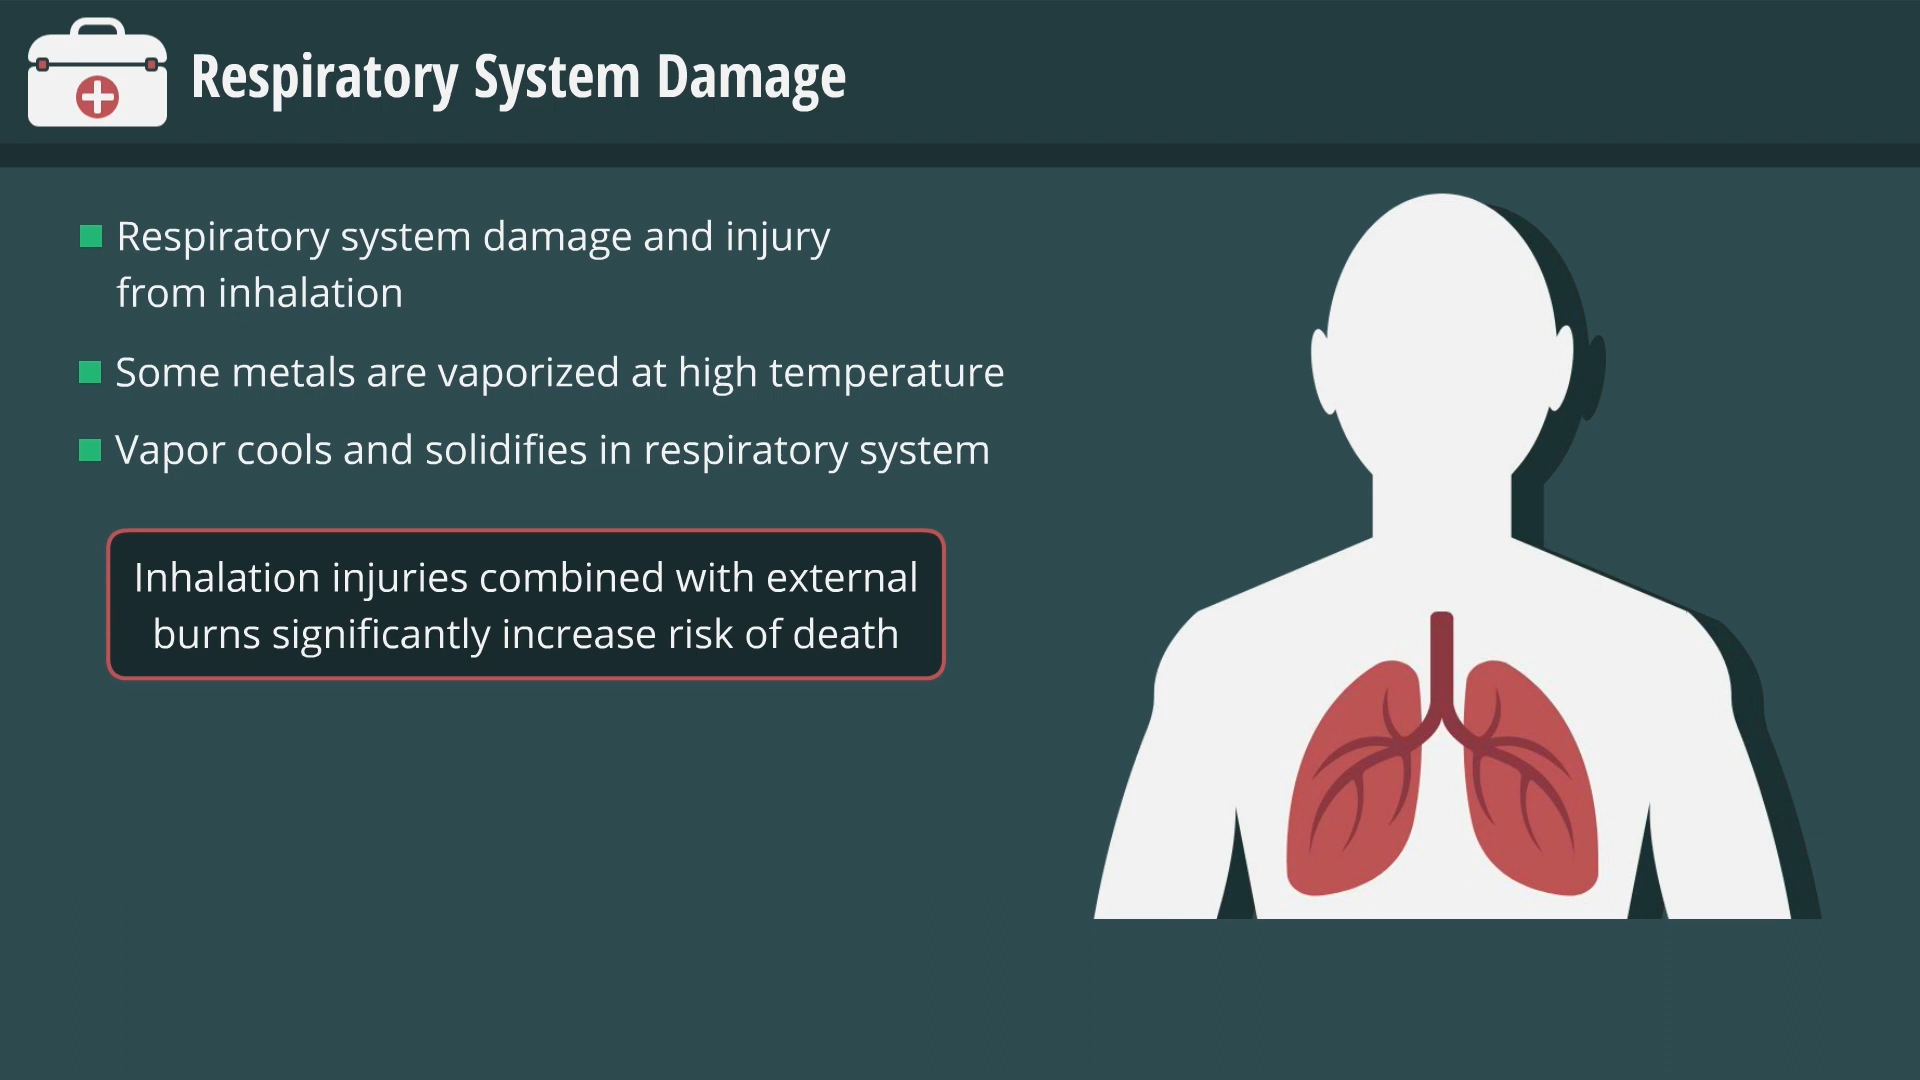 Respiratory System Damage
Respiratory system damage and injury
from inhalation
Some metals are vaporized at high temperature
Vapor cools and solidifies in respiratory system
Inhalation injuries combined with external
burns significantly increase risk of death